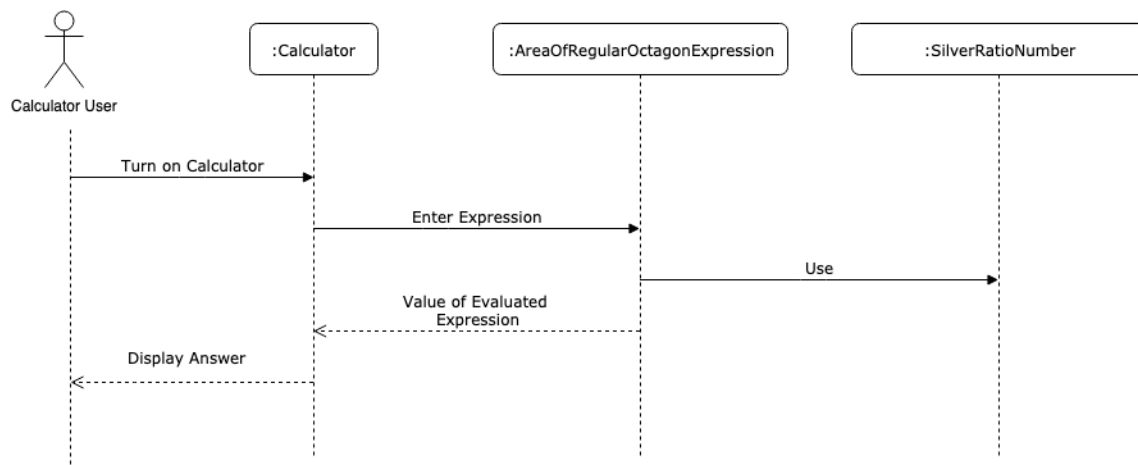 :Calculator
:AreaOfRegularOctagonExpression
:SilverRatioNumber
Calculator User
Turn on Calculator
Enter Expression
Use
Value of Evaluated
Expression
Display Answer